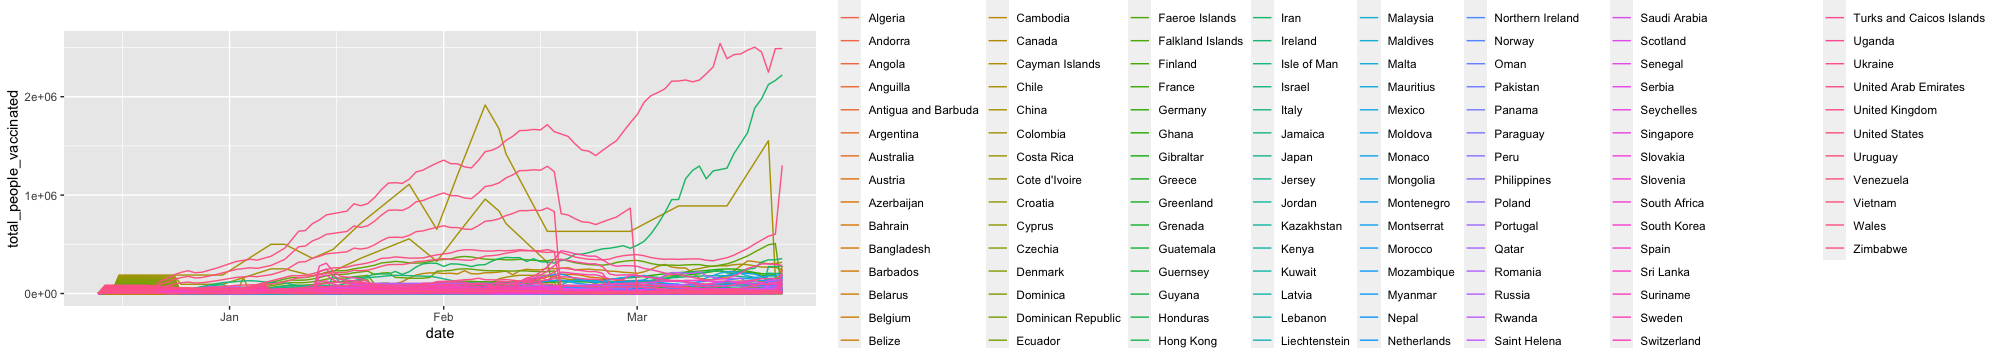 total_people_vaccinated
2e+06
1e+06
0e+00
Jan
Feb
Mar
date
Algeria
Andorra
Angola
Anguilla
Antigua and Barbuda
Argentina
Australia
Austria
Azerbaijan
Bahrain
Bangladesh
Barbados
Belarus
Belgium
Belize
Cambodia
Canada
Cayman Islands
Chile
China
Colombia
Costa Rica
Cote d'Ivoire
Croatia
Cyprus
Czechia
Denmark
Dominica
Dominican Republic
Ecuador
Faeroe Islands
Falkland Islands
Finland
France
Germany
Ghana
Gibraltar
Greece
Greenland
Grenada
Guatemala
Guernsey
Guyana
Honduras
Hong Kong
Iran
Ireland
Isle of Man
Israel
Italy
Jamaica
Japan
Jersey
Jordan
Kazakhstan
Kenya
Kuwait
Latvia
Lebanon
Liechtenstein
Malaysia
Maldives
Malta
Mauritius
Mexico
Moldova
Monaco
Mongolia
Montenegro
Montserrat
Morocco
Mozambique
Myanmar
Nepal
Netherlands
Northern Ireland
Norway
Oman
Pakistan
Panama
Paraguay
Peru
Philippines
Poland
Portugal
Qatar
Romania
Russia
Rwanda
Saint Helena
Saudi Arabia
Scotland
Senegal
Serbia
Seychelles
Singapore
Slovakia
Slovenia
South Africa
South Korea
Spain
Sri Lanka
Suriname
Sweden
Switzerland
Turks and Caicos Islands
Uganda
Ukraine
United Arab Emirates
United Kingdom
United States
Uruguay
Venezuela
Vietnam
Wales
Zimbabwe